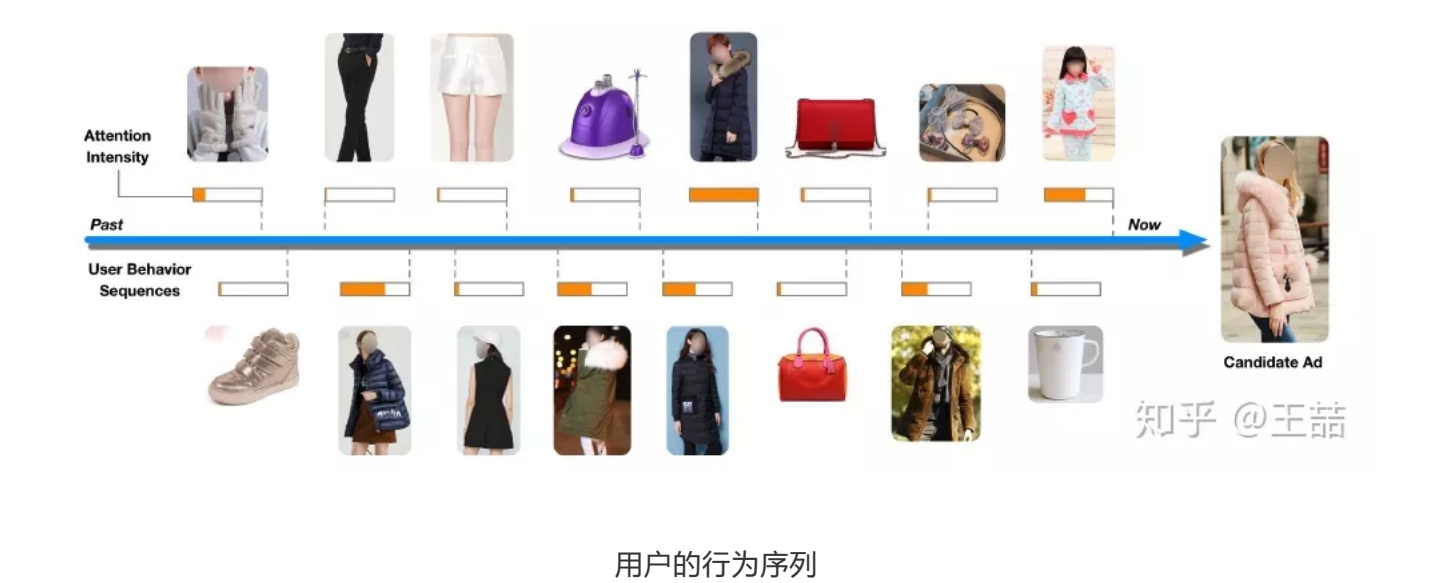 Attention
Intensity
Past
Now
User Behavior
Sequences
Candidate Ad
知乎 @王喆
用户的行为序列